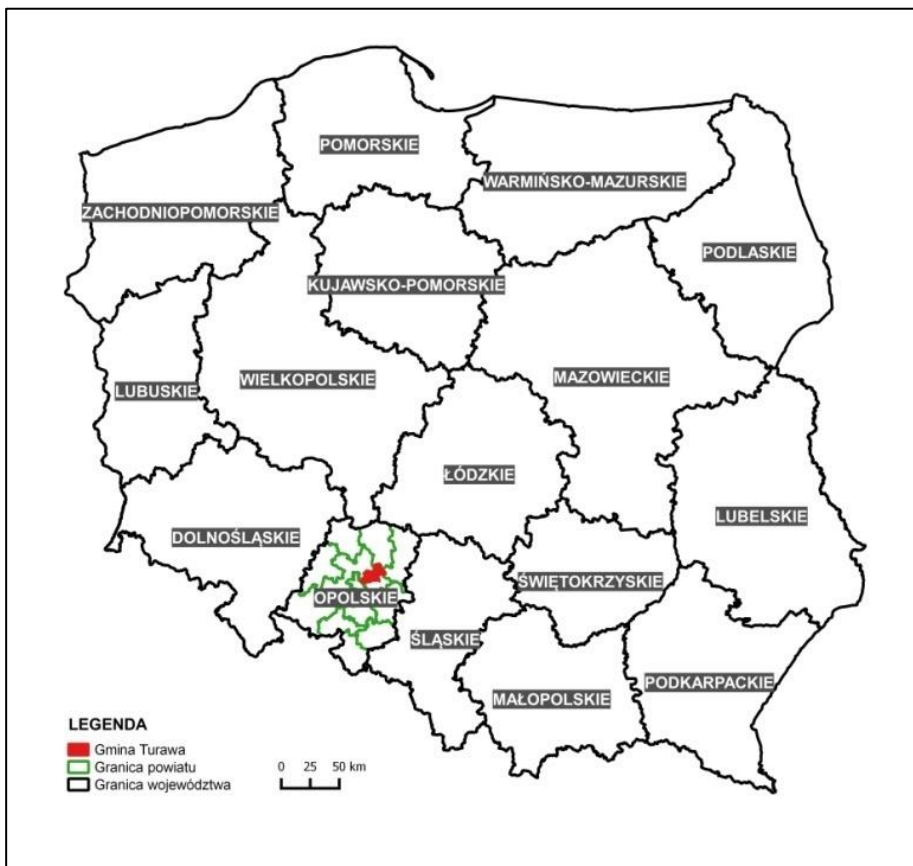 POMORSKIE
WARMIŃSKO-MAZURSKIE
ZACHODNIOPOMORSKIE
PODLASKIE
KUJAWSKO-POMORSKIE
WIELKOPOLSKIE
MAZOWIECKIE
LUBUSKIE
ŁÓDZKIE
LUBELSKIE
DOLNOŚLĄSKIE
ŚWIĘTOKRZYSKIE
OPOLSKIE
ŚLĄSKIE
PODKARPACKIE
MAŁOPOLSKIE
LEGENDA
Gmina Turawa
Granica powiatu
Granica województwa
0 25 50 km